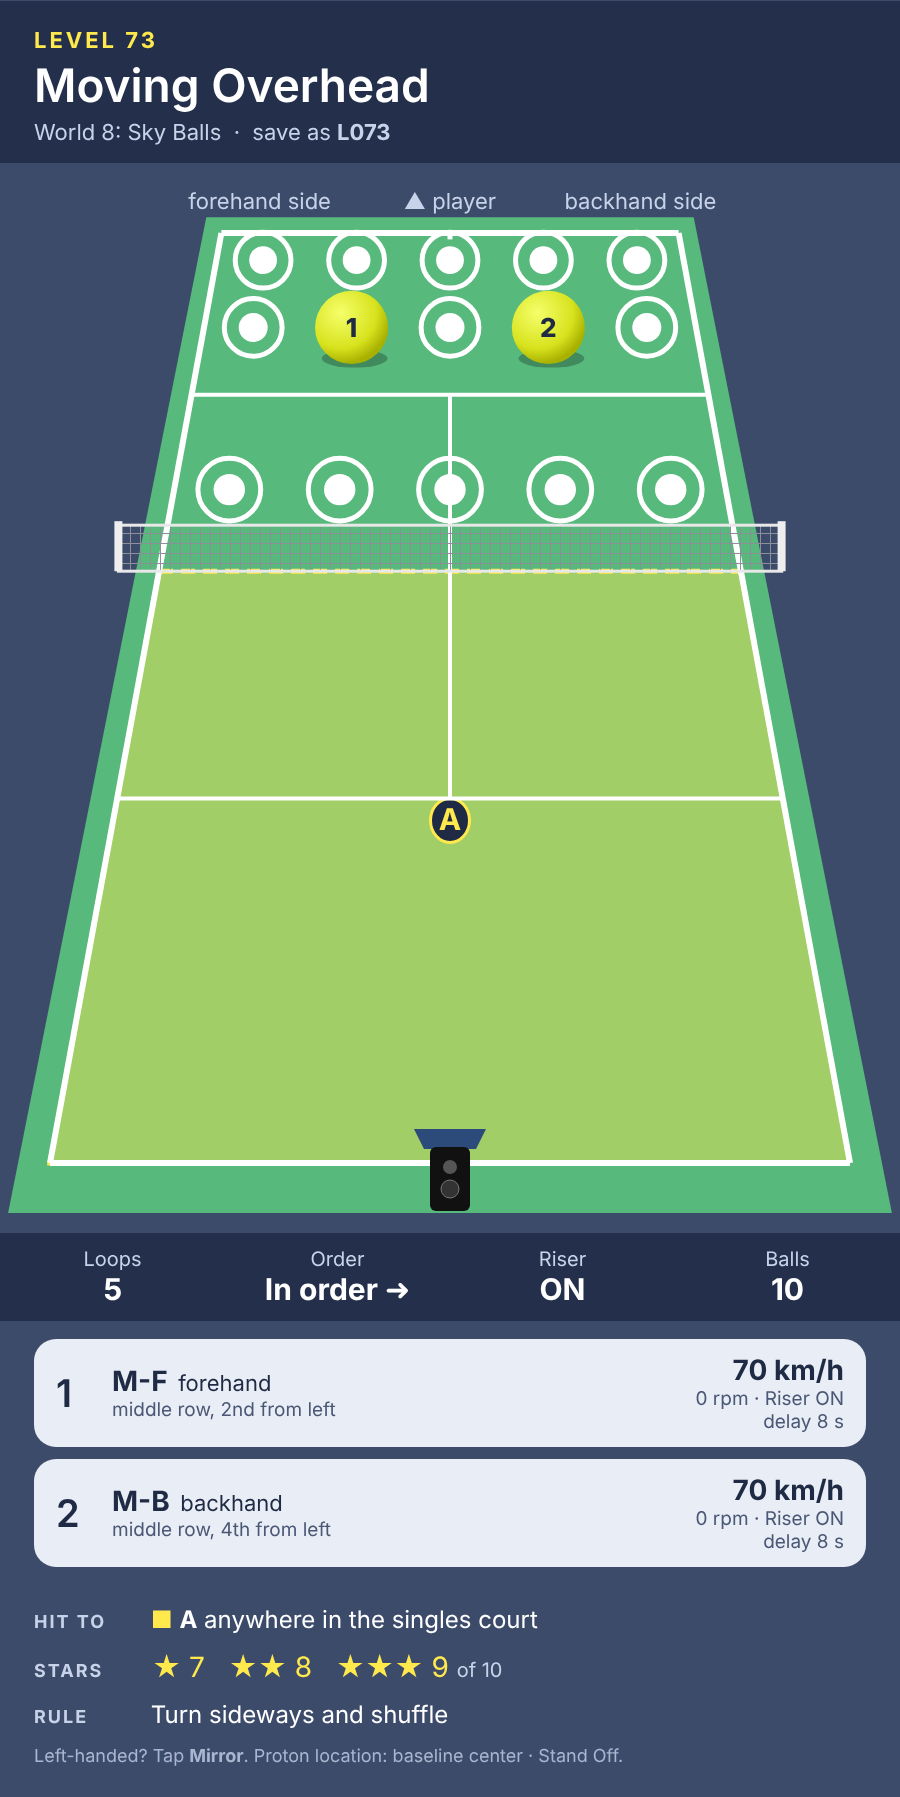 LEVEL 73
Moving Overhead
World 8: Sky Balls · save as L073
forehand side ▲ player backhand side
1 2
A
Loops Order Riser Balls
5 In order ➜ ON 10
1 M-F forehand 70 km/h
middle row, 2nd from left 0 rpm · Riser ON
delay 8 s
2 M-B backhand 70 km/h
middle row, 4th from left 0 rpm · Riser ON
delay 8 s
HIT TO ■ A anywhere in the singles court
STARS ★ 7 ★★ 8 ★★★ 9 of 10
RULE Turn sideways and shuffle
Left-handed? Tap Mirror. Proton location: baseline center · Stand Off.